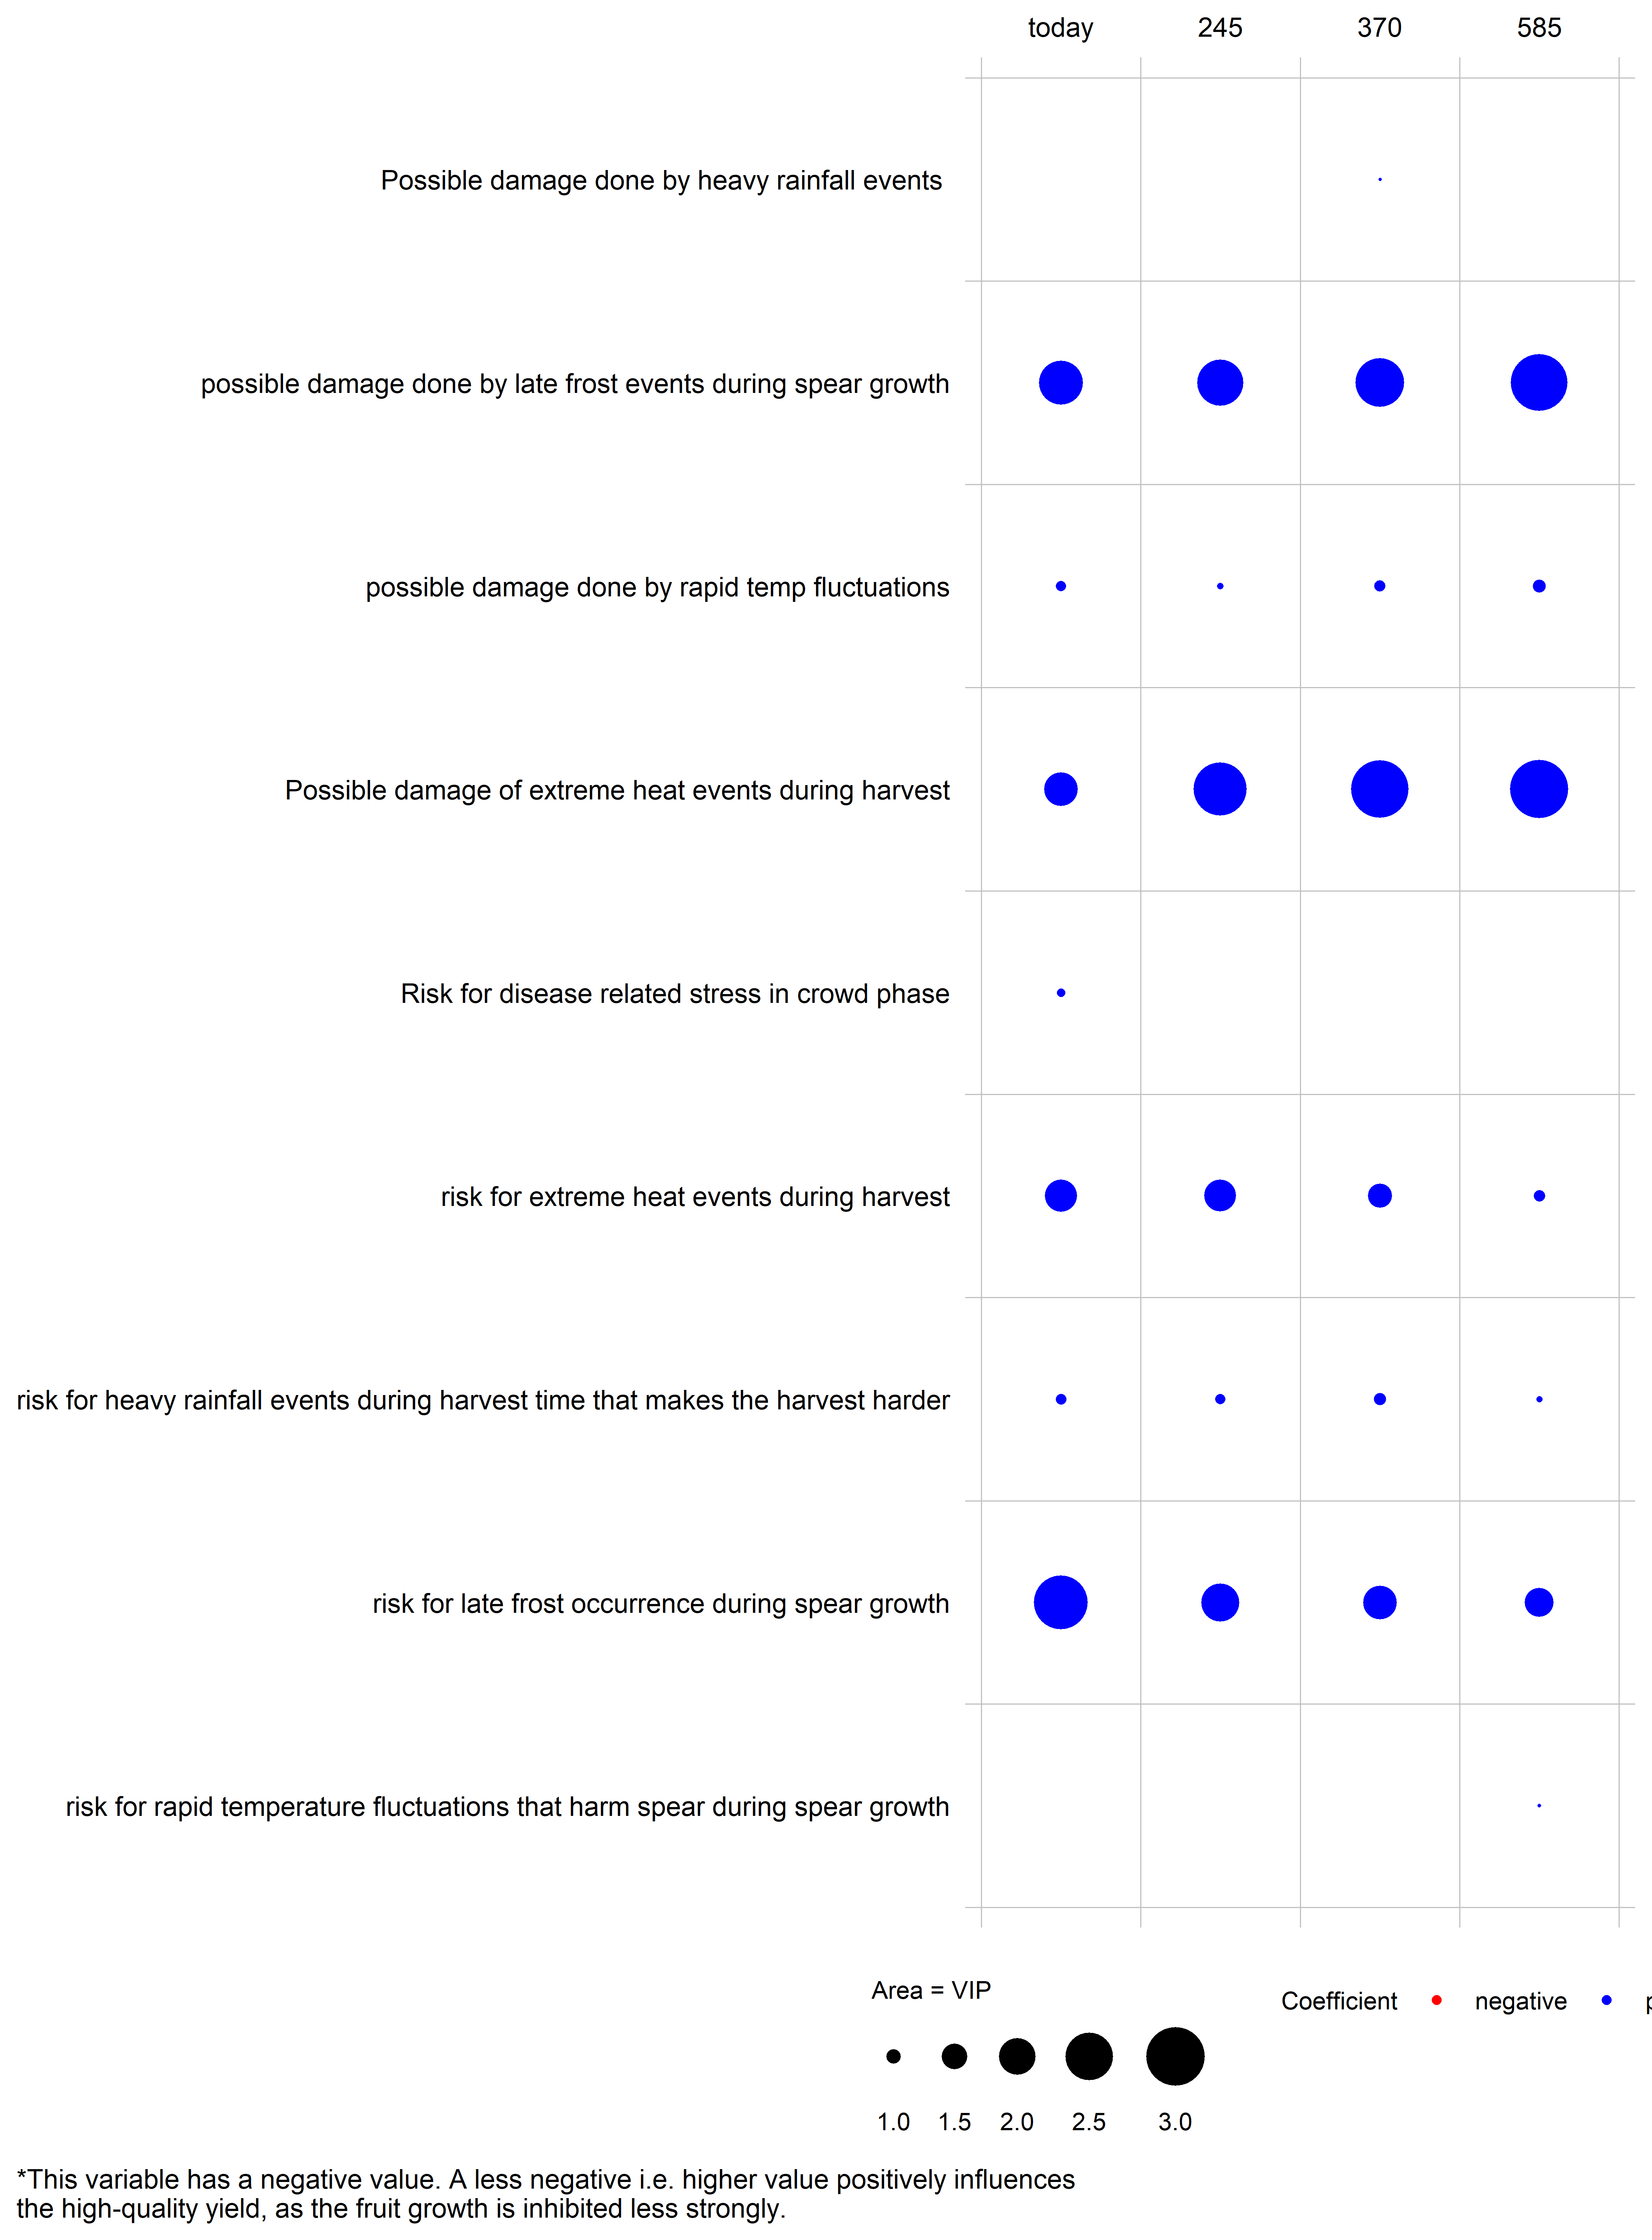 today 245 370 585
Possible damage done by heavy rainfall events
possible damage done by late frost events during spear growth
possible damage done by rapid temp fluctuations
Possible damage of extreme heat events during harvest
Risk for disease related stress in crowd phase
risk for extreme heat events during harvest
risk for heavy rainfall events during harvest time that makes the harvest harder
risk for late frost occurrence during spear growth
risk for rapid temperature fluctuations that harm spear during spear growth
Area = VIP
Coefficient negative
1.0 1.5 2.0 2.5 3.0
*This variable has a negative value. A less negative i.e. higher value positively influences
the high-quality yield, as the fruit growth is inhibited less strongly.